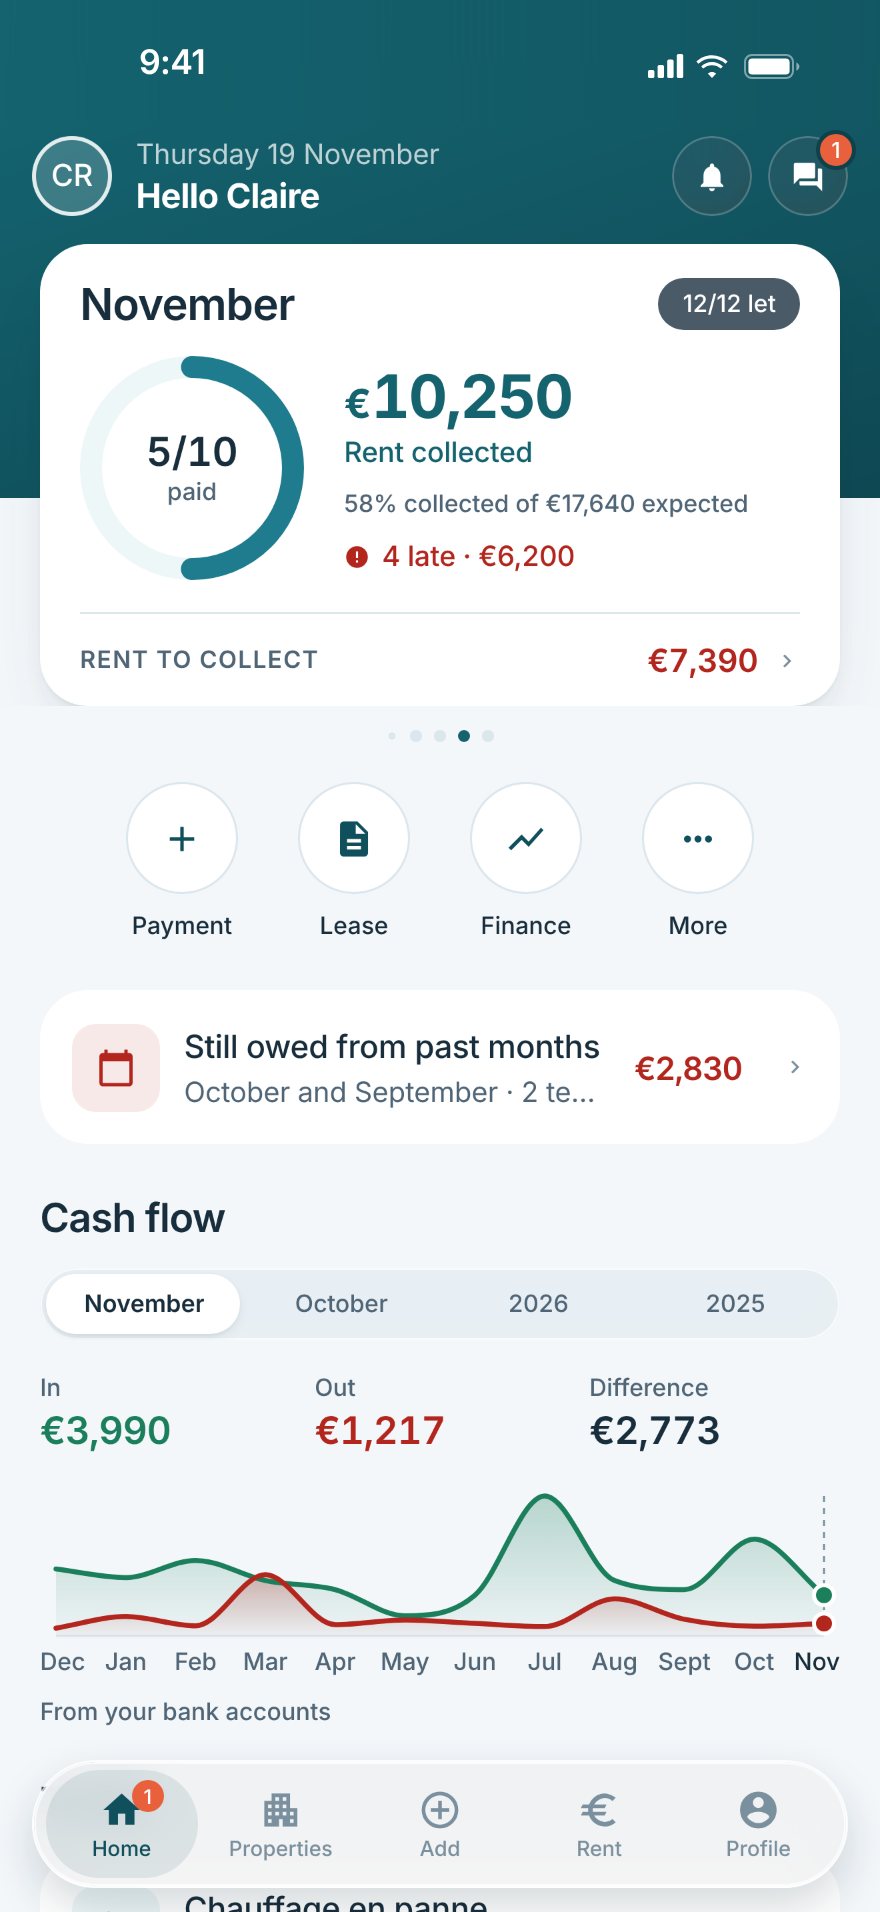 9:41
CR
Thursday 19 November
Hello Claire
1
November
12/12 let
5/10
paid
€10,250
Rent collected
58% collected of €17,640 expected
4 late · €6,200
RENT TO COLLECT
€7,390
Payment
Lease
Finance
More
Still owed from past months
October and September · 2 te...
€2,830
Cash flow
November
October
2026
2025
In
Out
Difference
€3,990
€1,217
€2,773
Dec Jan Feb Mar Apr May Jun Jul Aug Sept Oct Nov
From your bank accounts
1
Home
Properties
Add
Rent
Profile
Chauffage en panne